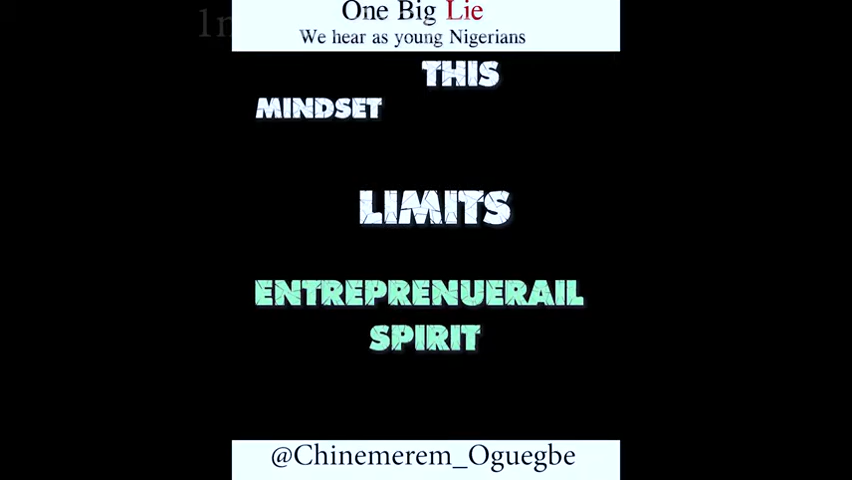 One Big Lie
We hear as young Nigerians
THIS
MINDSET
LIMITS
ENTREPRENUERAIL
SPIRIT
@Chinemerem_Oguegbe